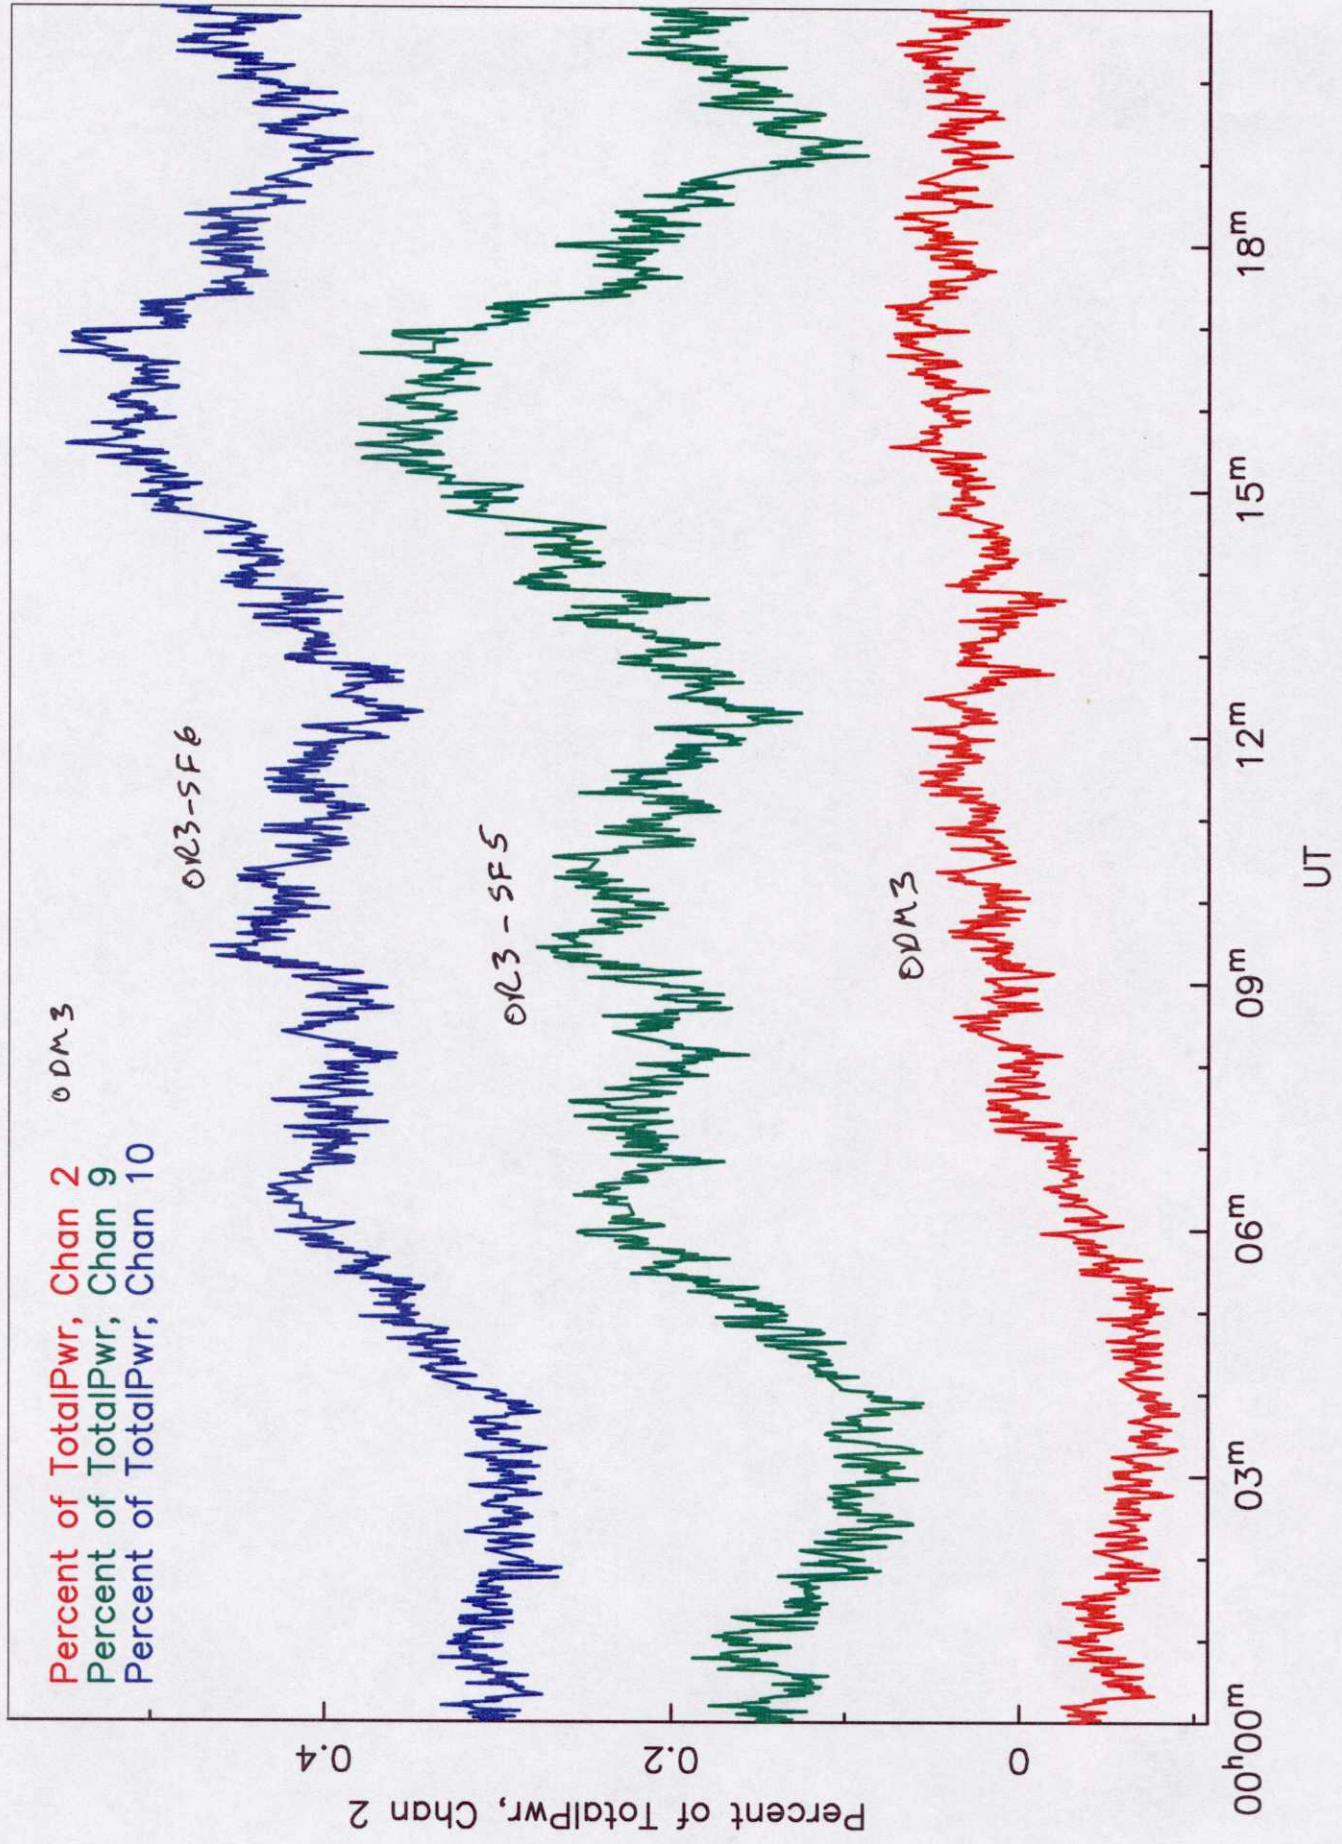 Percent of TotalPwr, Chan 2 ODM3
Percent of TotalPwr, Chan 9
Percent of TotalPwr, Chan 10
OR3-SF6
OR3-SF5
ODM3
Percent of TotalPwr, Chan 2
0.4
0.2
0
00ʰ00ᵐ
03ᵐ
06ᵐ
09ᵐ
12ᵐ
15ᵐ
18ᵐ
UT